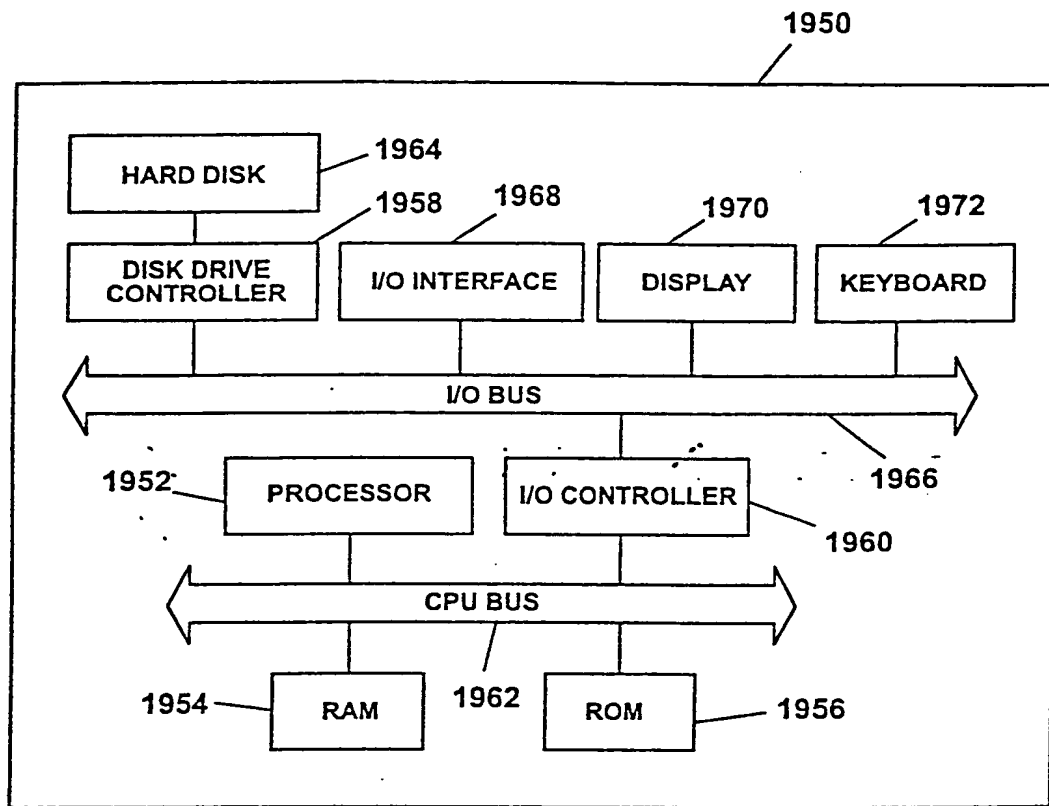 1950
HARD DISK
1964
1958
1968
1970
1972
DISK DRIVE
CONTROLLER
I/O INTERFACE
DISPLAY
KEYBOARD
I/O BUS
1966
1952
PROCESSOR
I/O CONTROLLER
1960
CPU BUS
1954
RAM
1962
ROM
1956